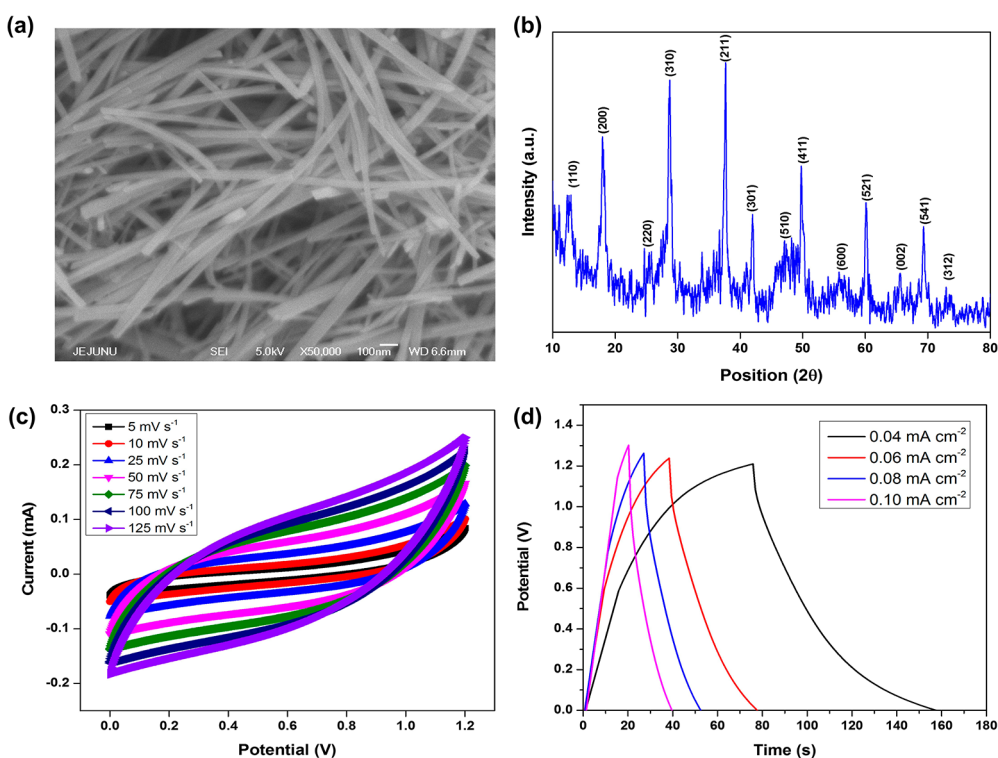 (a)
JEJUNU SEI 5.0kV X50,000 100nm WD 6.6mm
(b)
Intensity (a.u.)
(110)
(200)
(220)
(310)
(211)
(301)
(510)
(411)
(600)
(521)
(002)
(541)
(312)
10 20 30 40 50 60 70 80
Position (2θ)
(c)
Current (mA)
0.3
0.2
0.1
0.0
-0.1
-0.2
5 mV s⁻¹
10 mV s⁻¹
25 mV s⁻¹
50 mV s⁻¹
75 mV s⁻¹
100 mV s⁻¹
125 mV s⁻¹
0.0 0.2 0.4 0.6 0.8 1.0 1.2
Potential (V)
(d)
Potential (V)
1.4
1.2
1.0
0.8
0.6
0.4
0.2
0.0
0.04 mA cm⁻²
0.06 mA cm⁻²
0.08 mA cm⁻²
0.10 mA cm⁻²
0 20 40 60 80 100 120 140 160 180
Time (s)